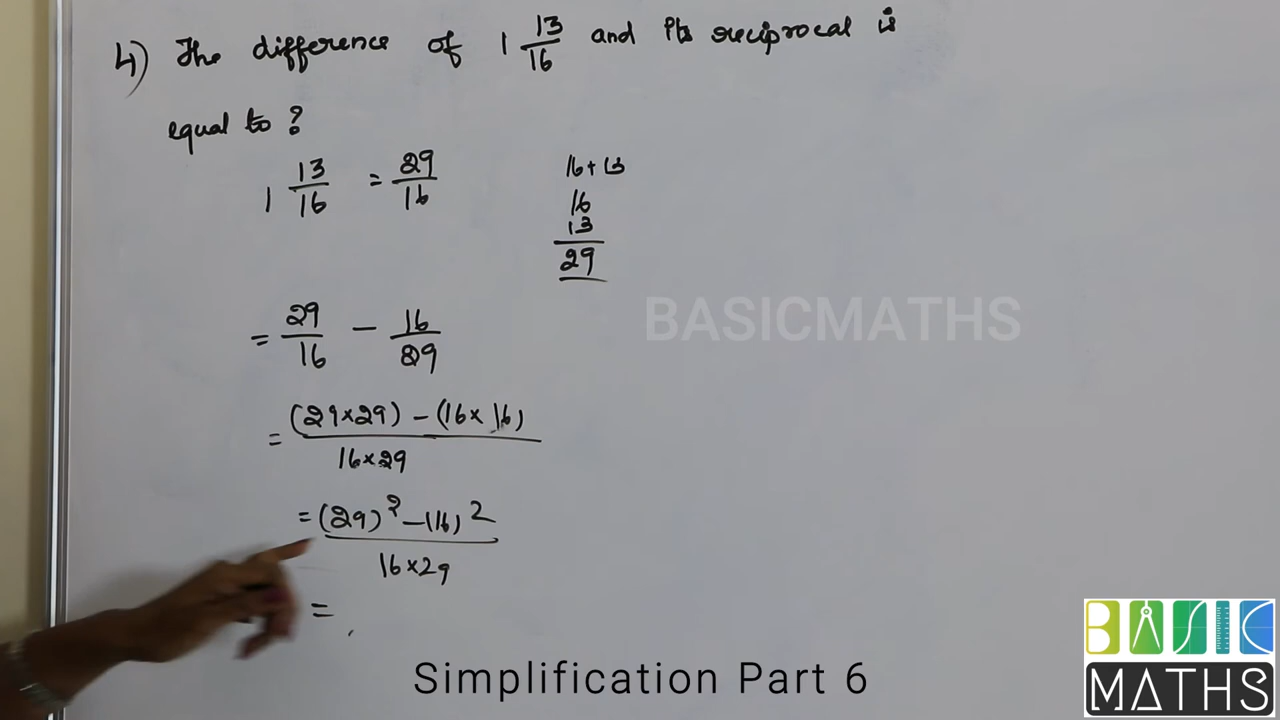 4) The difference of 1 13/16 and its reciprocal is
equal to ?
1 13/16 = 29/16
16+13
16
13
29
= 29/16 - 16/29
BASICMATHS
= (29×29) - (16×16) / 16×29
= (29)² - (16)² / 16×29
=
BASIC
MATHS
Simplification Part 6